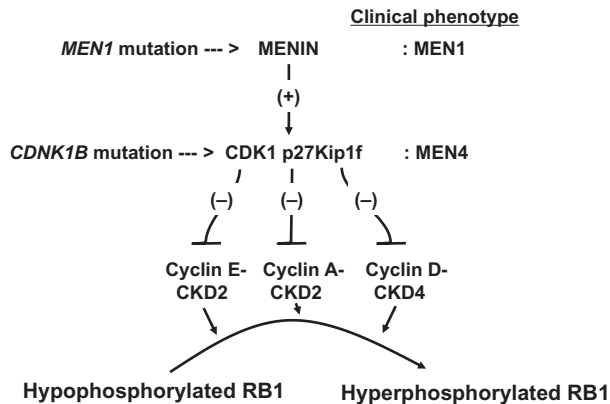 Clinical phenotype
MEN1 mutation --- > MENIN : MEN1
(+)
CDNK1B mutation --- > CDK1 p27Kip1f : MEN4
(–) (–) (–)
Cyclin E- Cyclin A- Cyclin D-
CKD2 CKD2 CKD4
Hypophosphorylated RB1 Hyperphosphorylated RB1